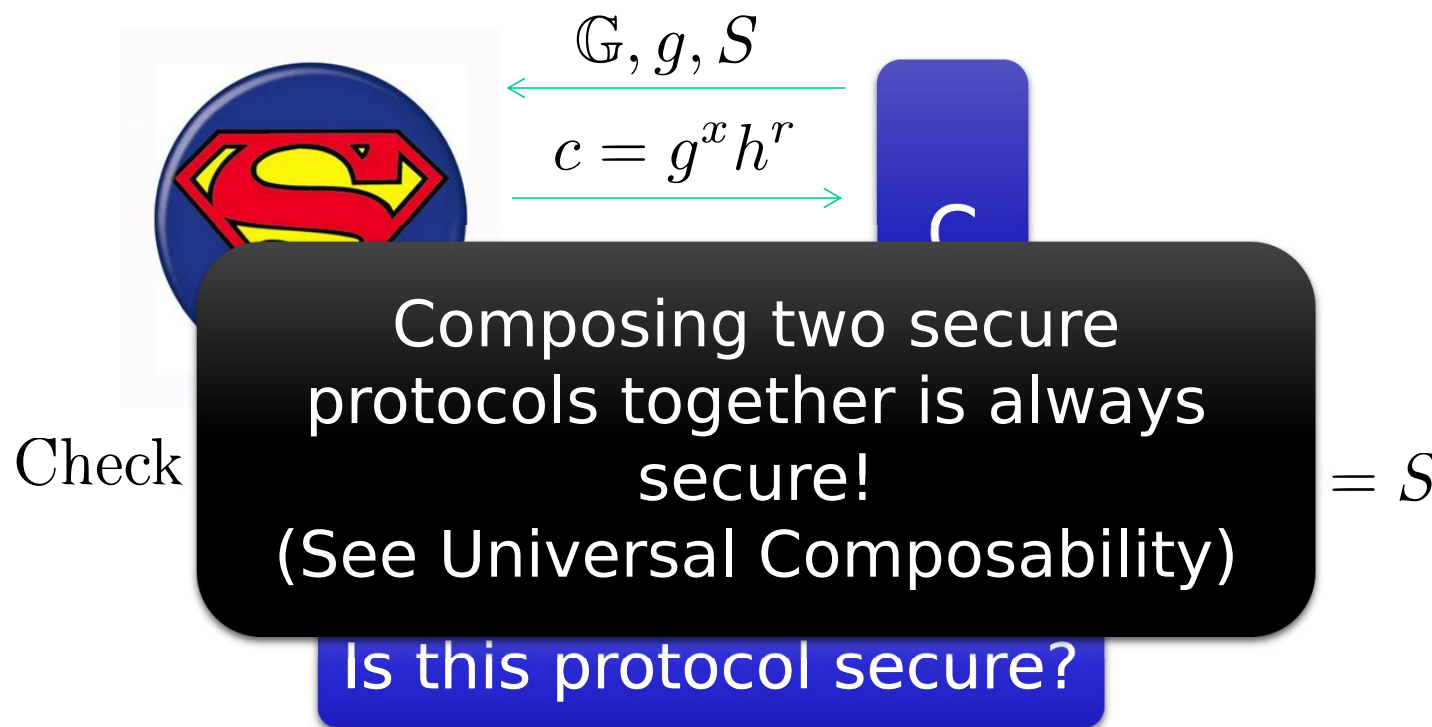 𝔾, g, S
c = g^x h^r
C
Composing two secure
protocols together is always
secure!
(See Universal Composability)
Check
= S
Is this protocol secure?